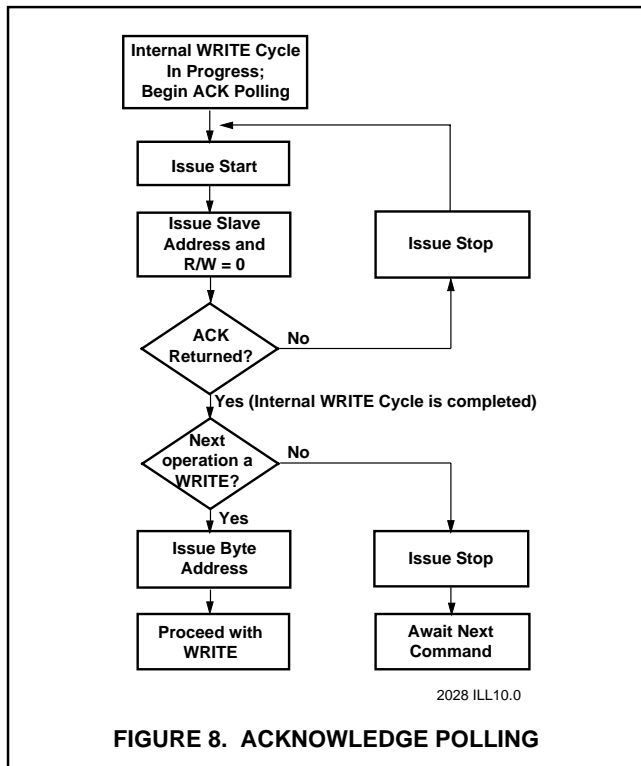 Internal WRITE Cycle
In Progress;
Begin ACK Polling
Issue Start
Issue Slave
Address and
R/W = 0
Issue Stop
ACK
Returned?
No
Yes (Internal WRITE Cycle is completed)
Next
operation a
WRITE?
No
Yes
Issue Byte
Address
Issue Stop
Proceed with
WRITE
Await Next
Command
2028 ILL10.0
FIGURE 8. ACKNOWLEDGE POLLING